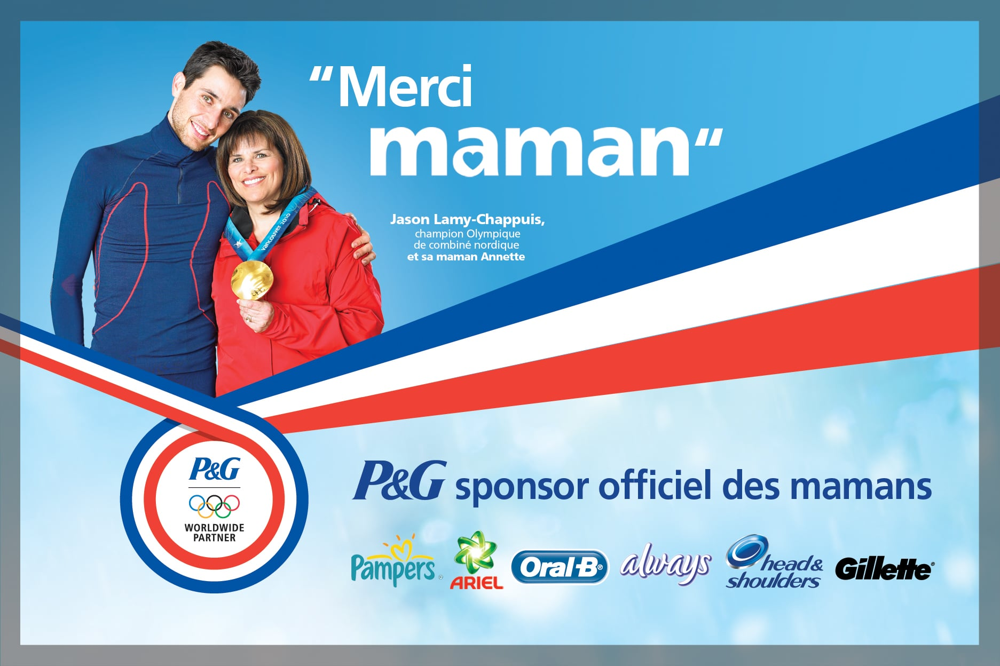 “Merci
maman“
Jason Lamy-Chappuis,
champion Olympique
de combiné nordique
et sa maman Annette
vancouver 2010
P&G
WORLDWIDE
PARTNER
P&G sponsor officiel des mamans
Pampers®
ARIEL
Oral-B®
always
head &
shoulders
Gillette®